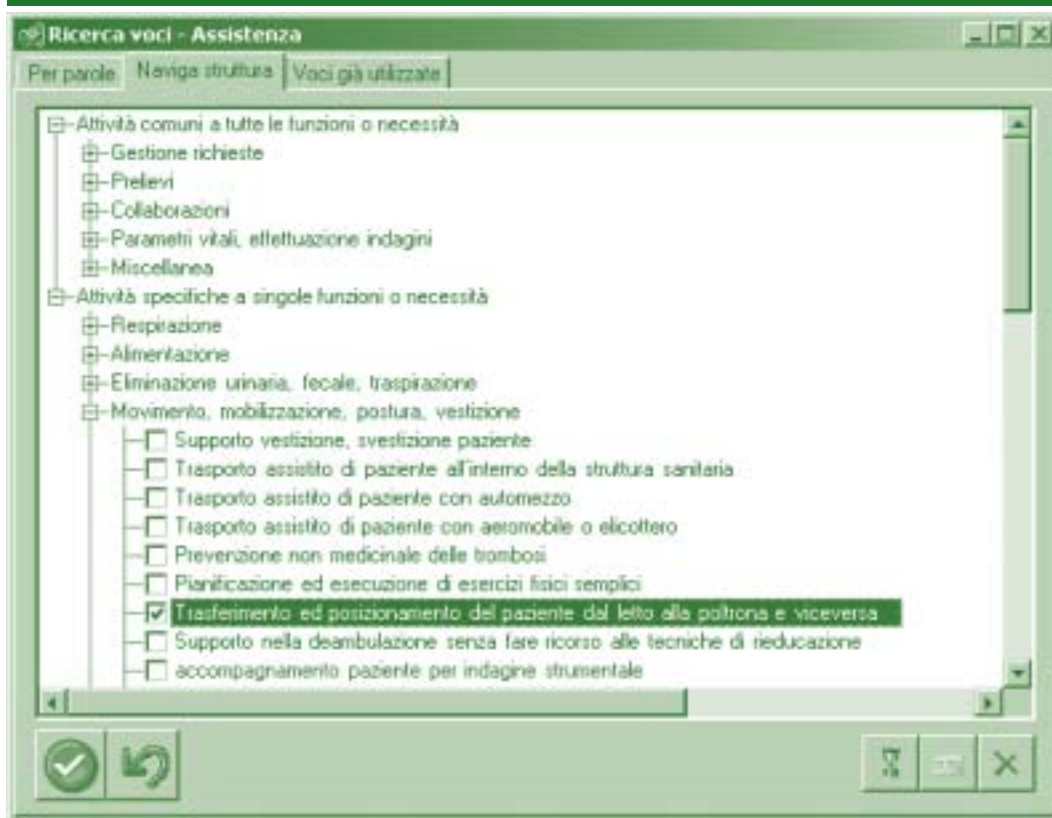 Ricerca voci - Assistenza
Per parole Naviga struttura Voci già utilizzate
Attività comuni a tutte le funzioni o necessità
Gestione richieste
Prelievi
Collaborazioni
Parametri vitali, effettuazione indagini
Miscellanea
Attività specifiche a singole funzioni o necessità
Respirazione
Alimentazione
Eliminazione urinaria, fecale, traspirazione
Movimento, mobilizzazione, postura, vestizione
Supporto vestizione, svestizione paziente
Trasporto assistito di paziente all'interno della struttura sanitaria
Trasporto assistito di paziente con automezzo
Trasporto assistito di paziente con aeromobile o elicottero
Prevenzione non medicinale delle trombosi
Pianificazione ed esecuzione di esercizi fisici semplici
Trasferimento ed posizionamento del paziente dal letto alla poltrona e viceversa
Supporto nella deambulazione senza fare ricorso alle tecniche di rieducazione
accompagnamento paziente per indagine strumentale